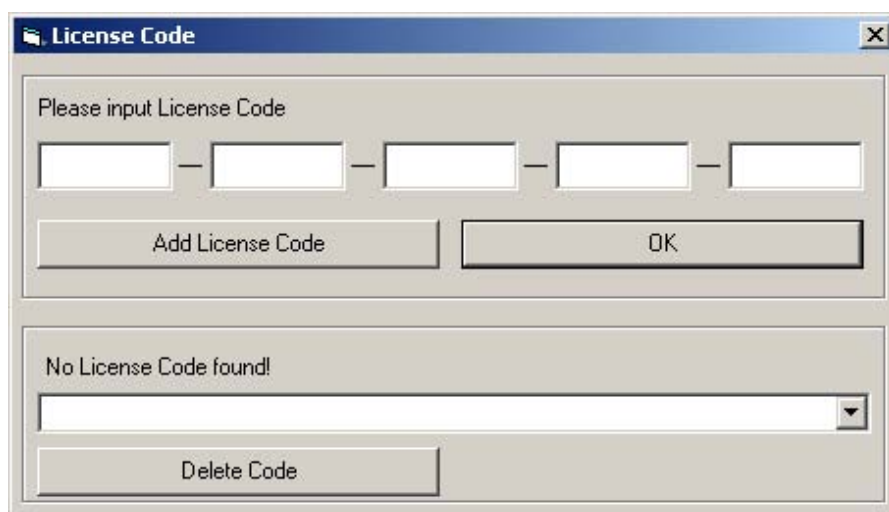 License Code
Please input License Code
— — — —
Add License Code OK
No License Code found!
Delete Code